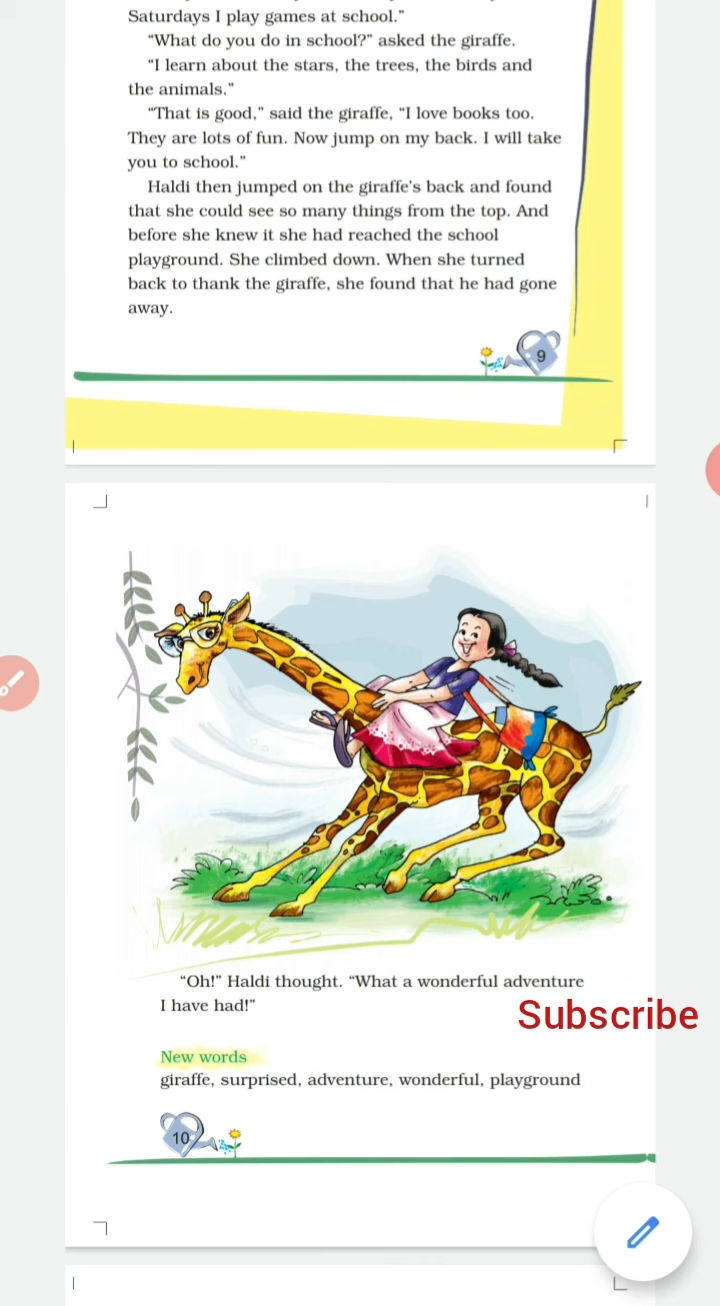 Saturdays I play games at school.”
“What do you do in school?” asked the giraffe.
“I learn about the stars, the trees, the birds and
the animals.”
“That is good,” said the giraffe, “I love books too.
They are lots of fun. Now jump on my back. I will take
you to school.”
Haldi then jumped on the giraffe’s back and found
that she could see so many things from the top. And
before she knew it she had reached the school
playground. She climbed down. When she turned
back to thank the giraffe, she found that he had gone
away.
9
“Oh!” Haldi thought. “What a wonderful adventure
I have had!”
Subscribe
New words
giraffe, surprised, adventure, wonderful, playground
10